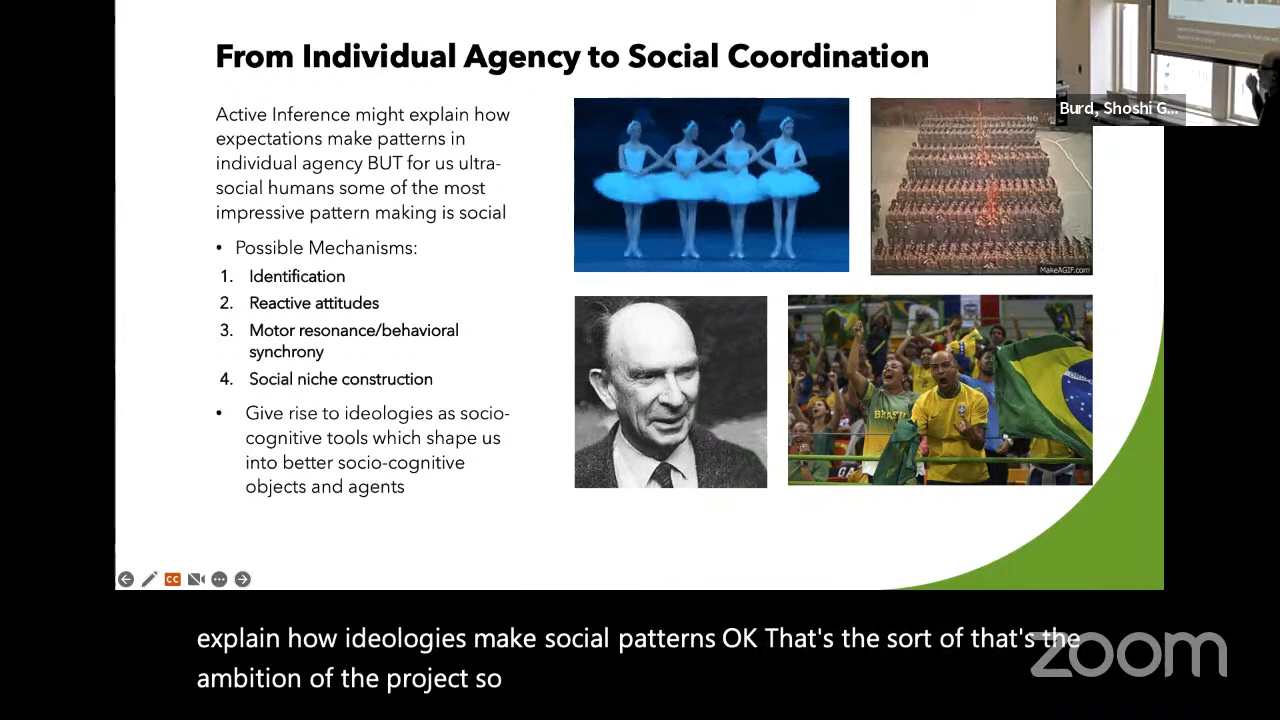 From Individual Agency to Social Coordination
Burd, Shoshi G...
Active Inference might explain how
expectations make patterns in
individual agency BUT for us ultra-
social humans some of the most
impressive pattern making is social
• Possible Mechanisms:
1. Identification
2. Reactive attitudes
3. Motor resonance/behavioral
synchrony
4. Social niche construction
• Give rise to ideologies as socio-
cognitive tools which shape us
into better socio-cognitive
objects and agents
MakeAGIF.com
BRASIL
CC
explain how ideologies make social patterns OK That's the sort of that's the
ambition of the project so
zoom